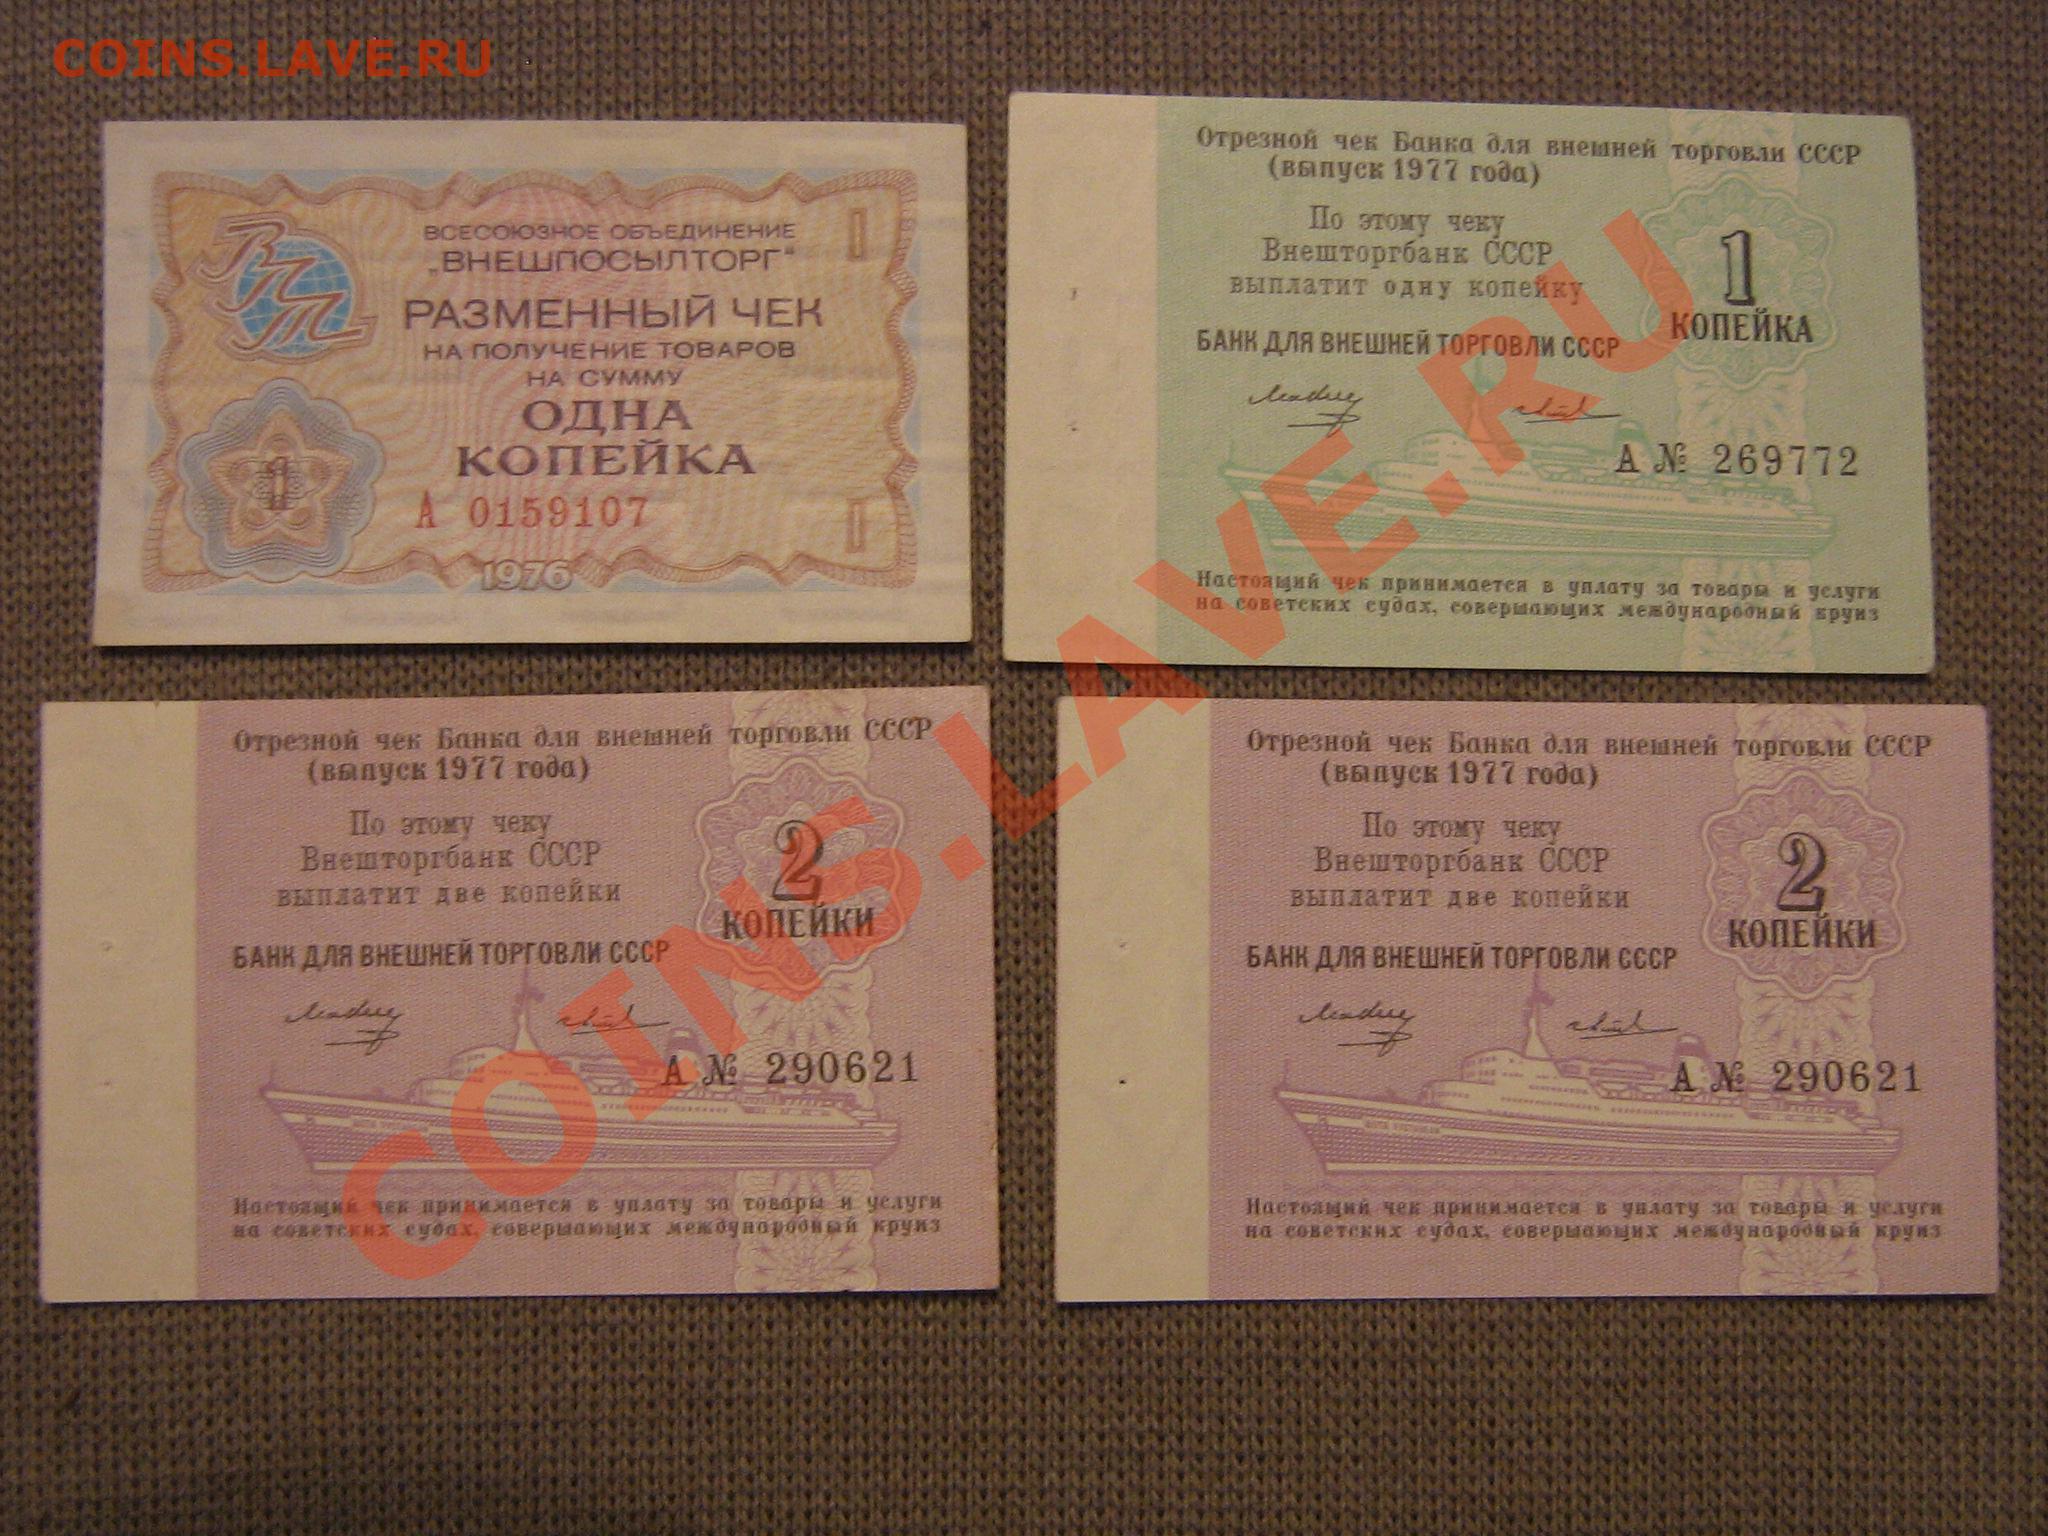 COINS.LAVE.RU
ВПТ
ВСЕСОЮЗНОЕ ОБЪЕДИНЕНИЕ
„ВНЕШПОСЫЛТОРГ"
РАЗМЕННЫЙ ЧЕК
НА ПОЛУЧЕНИЕ ТОВАРОВ
НА СУММУ
ОДНА
КОПЕЙКА
А 0159107
1976
1
1
1
Отрезной чек Банка для внешней торговли СССР
(выпуск 1977 года)
По этому чеку
Внешторгбанк СССР
выплатит одну копейку
1
КОПЕЙКА
БАНК ДЛЯ ВНЕШНЕЙ ТОРГОВЛИ СССР
А № 269772
Настоящий чек принимается в уплату за товары и услуги
на советских судах, совершающих международный круиз
Отрезной чек Банка для внешней торговли СССР
(выпуск 1977 года)
По этому чеку
Внешторгбанк СССР
выплатит две копейки
2
КОПЕЙКИ
БАНК ДЛЯ ВНЕШНЕЙ ТОРГОВЛИ СССР
А № 290621
Настоящий чек принимается в уплату за товары и услуги
на советских судах, совершающих международный круиз
Отрезной чек Банка для внешней торговли СССР
(выпуск 1977 года)
По этому чеку
Внешторгбанк СССР
выплатит две копейки
2
КОПЕЙКИ
БАНК ДЛЯ ВНЕШНЕЙ ТОРГОВЛИ СССР
А № 290621
Настоящий чек принимается в уплату за товары и услуги
на советских судах, совершающих международный круиз
COINS.LAVE.RU